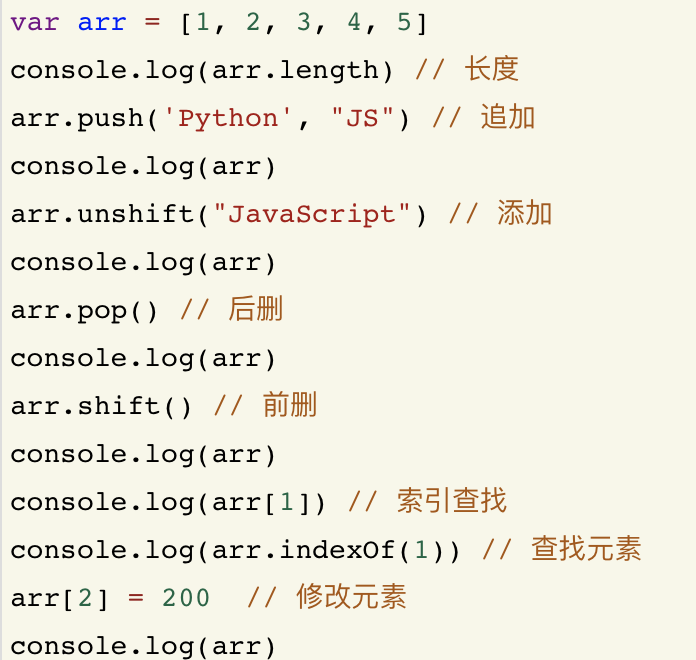 var arr = [1, 2, 3, 4, 5]
console.log(arr.length) // 长度
arr.push('Python', "JS") // 追加
console.log(arr)
arr.unshift("JavaScript") // 添加
console.log(arr)
arr.pop() // 后删
console.log(arr)
arr.shift() // 前删
console.log(arr)
console.log(arr[1]) // 索引查找
console.log(arr.indexOf(1)) // 查找元素
arr[2] = 200  // 修改元素
console.log(arr)